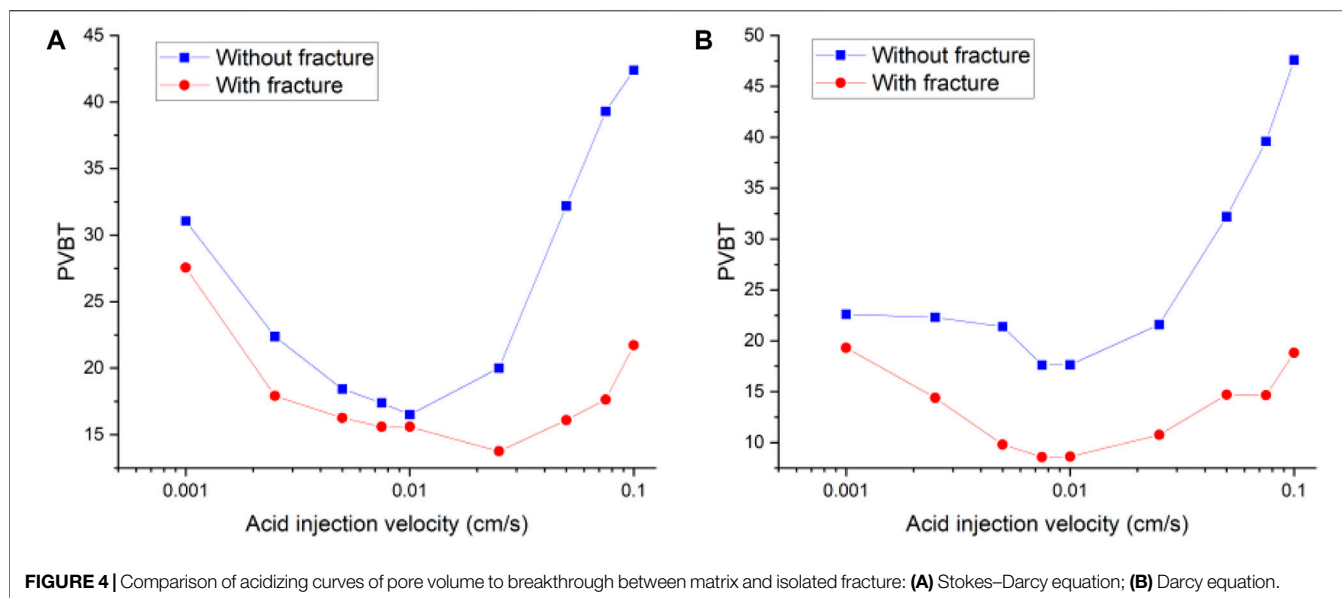 A
Without fracture
With fracture
45
40
35
30
25
20
15
PVBT
0.001
0.01
0.1
Acid injection velocity (cm/s)
B
Without fracture
With fracture
50
45
40
35
30
25
20
15
10
PVBT
0.001
0.01
0.1
Acid injection velocity (cm/s)
FIGURE 4 | Comparison of acidizing curves of pore volume to breakthrough between matrix and isolated fracture: (A) Stokes–Darcy equation; (B) Darcy equation.